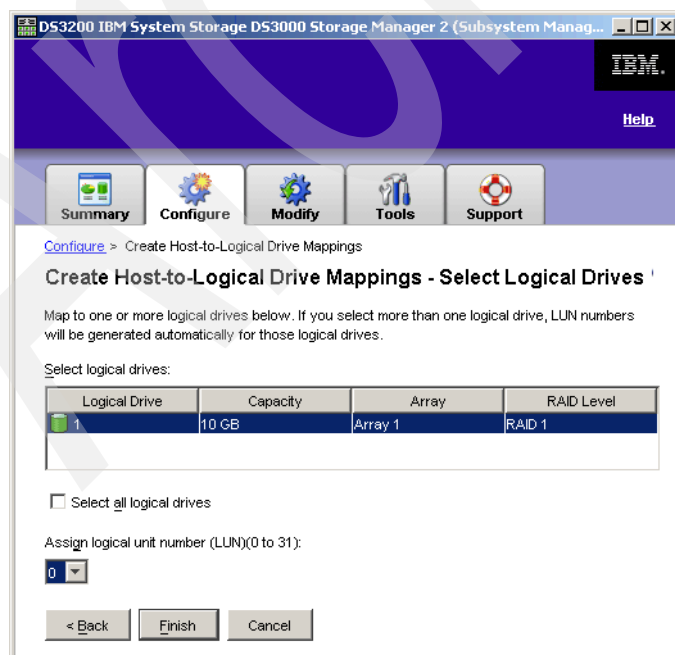 DS3200 IBM System Storage DS3000 Storage Manager 2 (Subsystem Manag...
IBM.
Help
Summary Configure Modify Tools Support
Configure > Create Host-to-Logical Drive Mappings
Create Host-to-Logical Drive Mappings - Select Logical Drives
Map to one or more logical drives below. If you select more than one logical drive, LUN numbers
will be generated automatically for those logical drives.
Select logical drives:
Logical Drive Capacity Array RAID Level
1 10 GB Array 1 RAID 1
Select all logical drives
Assign logical unit number (LUN)(0 to 31):
0
< Back Finish Cancel